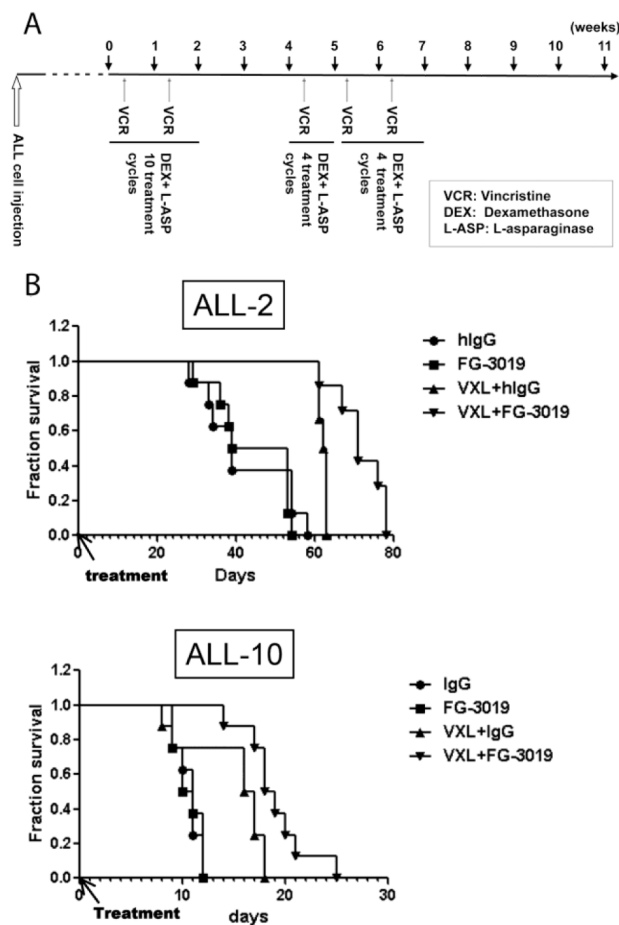 A
(weeks)
0 1 2 4 5 6 7 8 9 10 11
VCR VCR VCR VCR VCR
ALL cell injection
DEX+ L-ASP
10 treatment
cycles
DEX+ L-ASP
4 treatment
cycles
DEX+ L-ASP
4 treatment
cycles
VCR: Vincristine
DEX: Dexamethasone
L-ASP: L-asparaginase
B
ALL-2
Fraction survival
1.2
1.0
0.8
0.6
0.4
0.2
0.0
0 20 40 60 80
treatment
Days
hIgG
FG-3019
VXL+hIgG
VXL+FG-3019
ALL-10
Fraction survival
1.2
1.0
0.8
0.6
0.4
0.2
0.0
0 10 20 30
Treatment
days
IgG
FG-3019
VXL+IgG
VXL+FG-3019